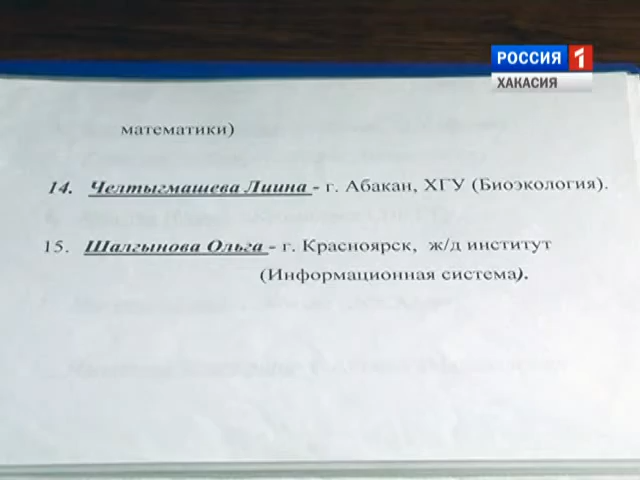 РОССИЯ 1
ХАКАСИЯ
математики)
14. Челтыгмашева Лиина - г. Абакан, ХГУ (Биоэкология).
15. Шалгынова Ольга - г. Красноярск, ж/д институт
(Информационная система).